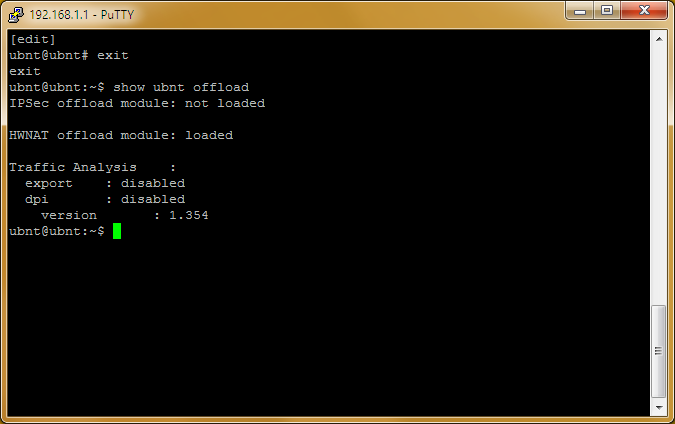 192.168.1.1 - PuTTY
[edit]
ubnt@ubnt# exit
exit
ubnt@ubnt:~$ show ubnt offload
IPSec offload module: not loaded
HWNAT offload module: loaded
Traffic Analysis    :
  export    : disabled
  dpi       : disabled
    version       : 1.354
ubnt@ubnt:~$